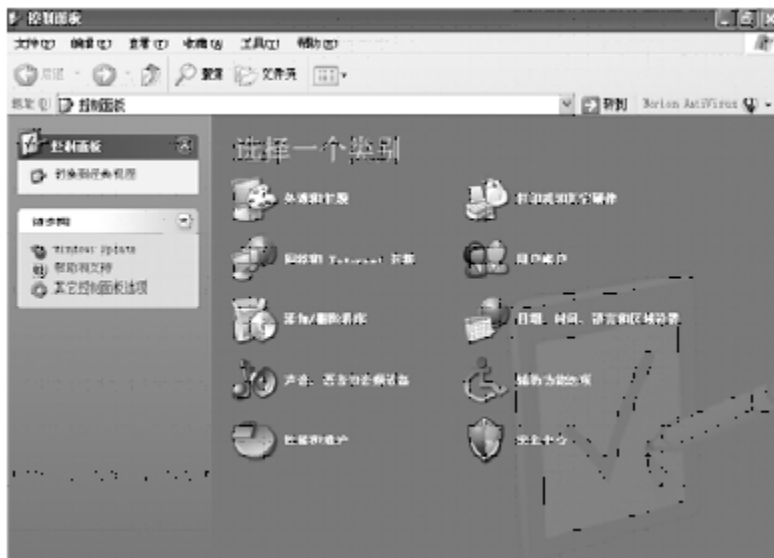 控制面板
文件(F) 编辑(E) 查看(V) 收藏(A) 工具(T) 帮助(H)
后退 搜索 文件夹
地址(D) 控制面板 转到 Norton AntiVirus
控制面板
切换到经典视图
请参阅
Windows Update
帮助和支持
其它控制面板选项
选择一个类别
外观和主题
打印机和其它硬件
网络和 Internet 连接
用户帐户
添加/删除程序
日期、时间、语言和区域设置
声音、语音和音频设备
辅助功能选项
性能和维护
安全中心